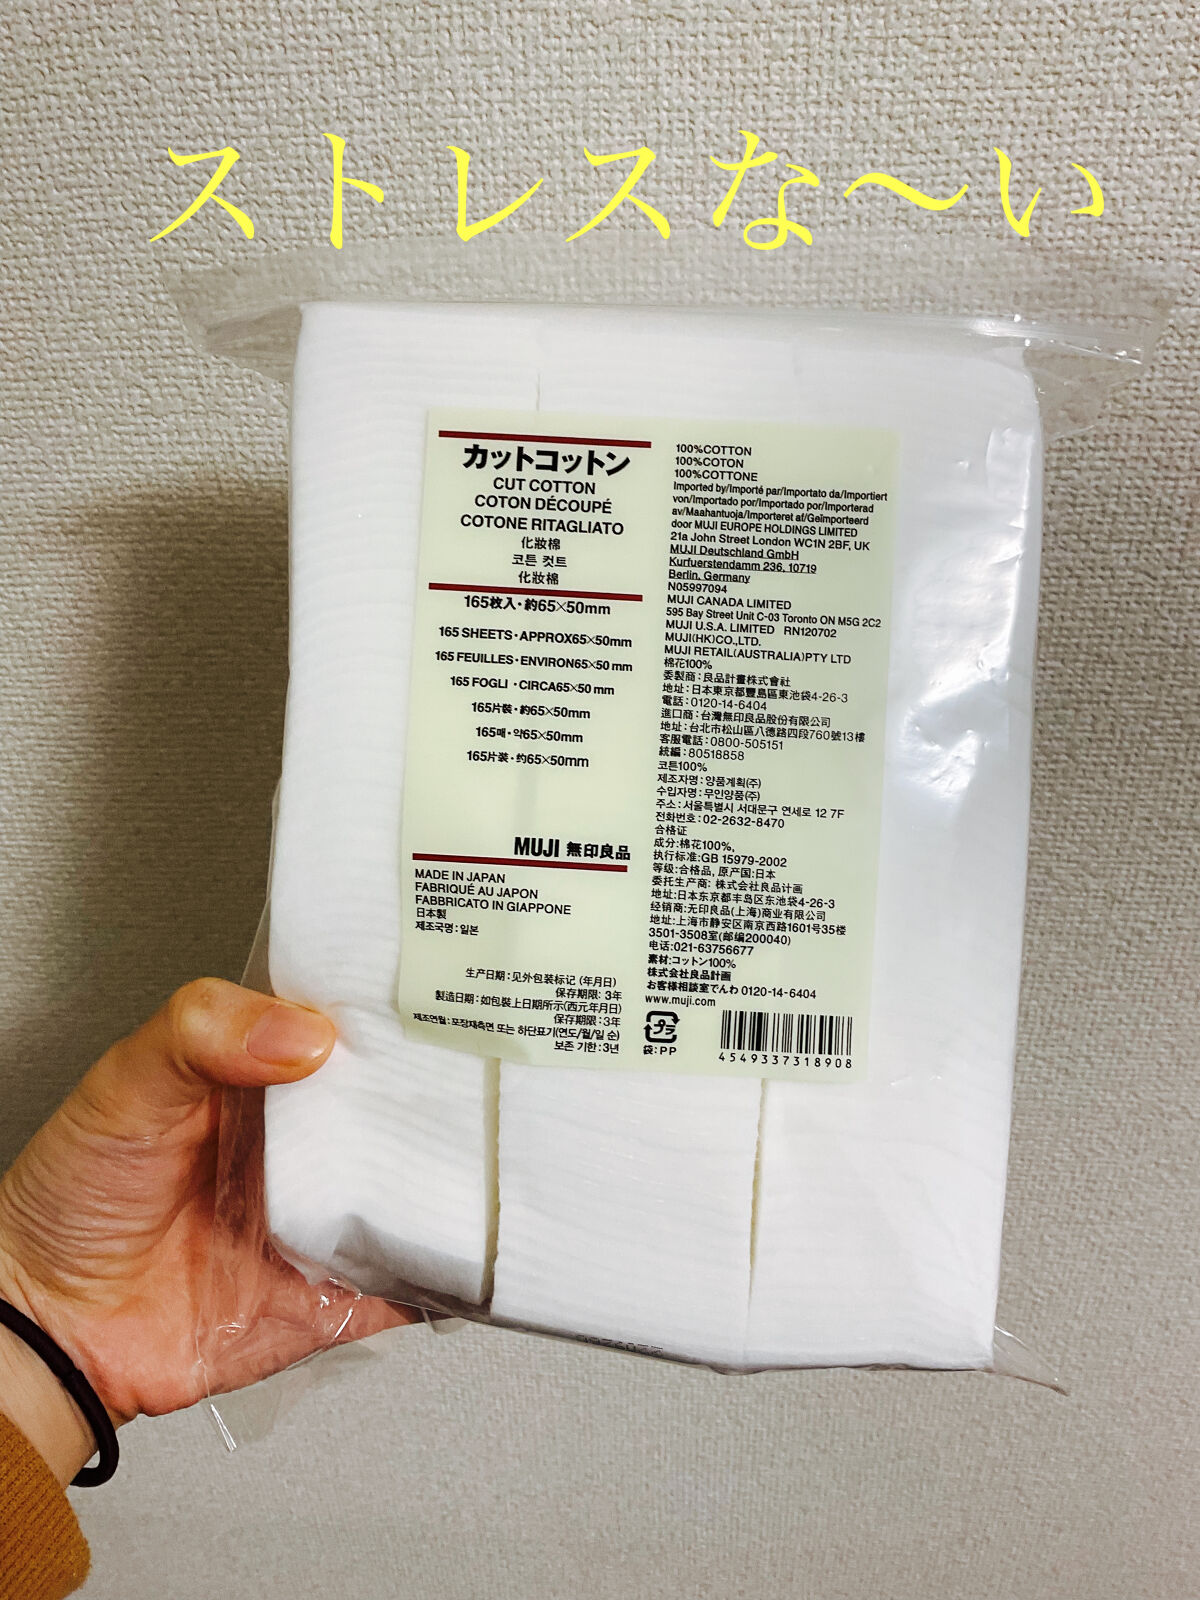 ストレスな〜い
カットコットン
CUT COTTON
COTON DÉCOUPÉ
COTONE RITAGLIATO
化妝棉
코튼 컷트
化妝棉
165枚入・約65×50mm
165 SHEETS・APPROX65×50mm
165 FEUILLES・ENVIRON65×50 mm
165 FOGLI ・CIRCA65×50 mm
165片裝・約65×50mm
165매・약65×50mm
165片装・约65×50mm
MUJI 無印良品
MADE IN JAPAN
FABRIQUÉ AU JAPON
FABBRICATO IN GIAPPONE
日本製
제조국명:일본
生产日期:见外包装标记 (年月日)
保存期限: 3年
製造日期:如包裝上日期所示(西元年月日)
保存期限:3年
제조연월:포장재측면 또는 하단표기(연도/월/일 순)
보존 기한:3년
100%COTTON
100%COTON
100%COTTONE
Imported by/Importé par/Importato da/Importiert
von/Importado por/Importado por/Importerad
av/Maahantuoja/Importeret af/Geïmporteerd
door MUJI EUROPE HOLDINGS LIMITED
21a John Street London WC1N 2BF, UK
MUJI Deutschland GmbH
Kurfuerstendamm 236, 10719
Berlin, Germany
N05997094
MUJI CANADA LIMITED
595 Bay Street Unit C-03 Toronto ON M5G 2C2
MUJI U.S.A. LIMITED RN120702
MUJI(HK)CO.,LTD.
MUJI RETAIL(AUSTRALIA)PTY LTD
棉花100%
委製商:良品計畫株式會社
地址:日本東京都豐島區東池袋4-26-3
電話:0120-14-6404
進口商:台灣無印良品股份有限公司
地址:台北市松山區八德路四段760號13樓
客服電話:0800-505151
統編:80518858
코튼100%
제조자명:양품계획(주)
수입자명:무인양품(주)
주소:서울특별시 서대문구 연세로 12 7F
전화번호:02-2632-8470
合格证
成分:棉花100%,
执行标准:GB 15979-2002
等级:合格品, 原产国:日本
委托生产商: 株式会社良品计画
地址:日本东京都丰岛区东池袋4-26-3
经销商:无印良品(上海)商业有限公司
地址:上海市静安区南京西路1601号35楼
3501-3508室(邮编200040)
电话:021-63756677
素材:コットン100%
株式会社良品計画
お客様相談室でんわ 0120-14-6404
www.muji.com
プラ
袋:PP
4549337318908